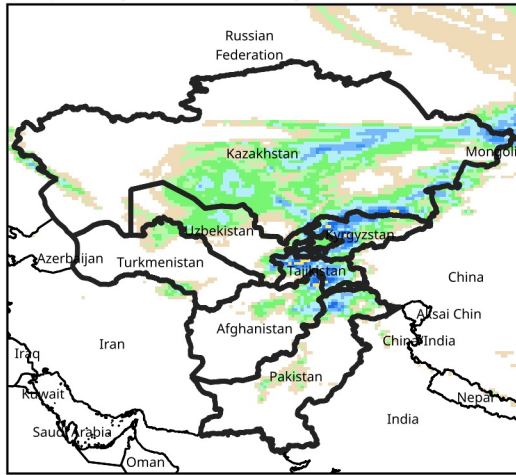 Russian
Federation
Kazakhstan
Mongoli
Uzbekistan
Kyrgyzstan
Azerbaijan
Turkmenistan
Tajikistan
China
Afghanistan
Aksai Chin
Iran
China/India
Iraq
Pakistan
Kuwait
Nepal
India
Saudi Arabia
Oman